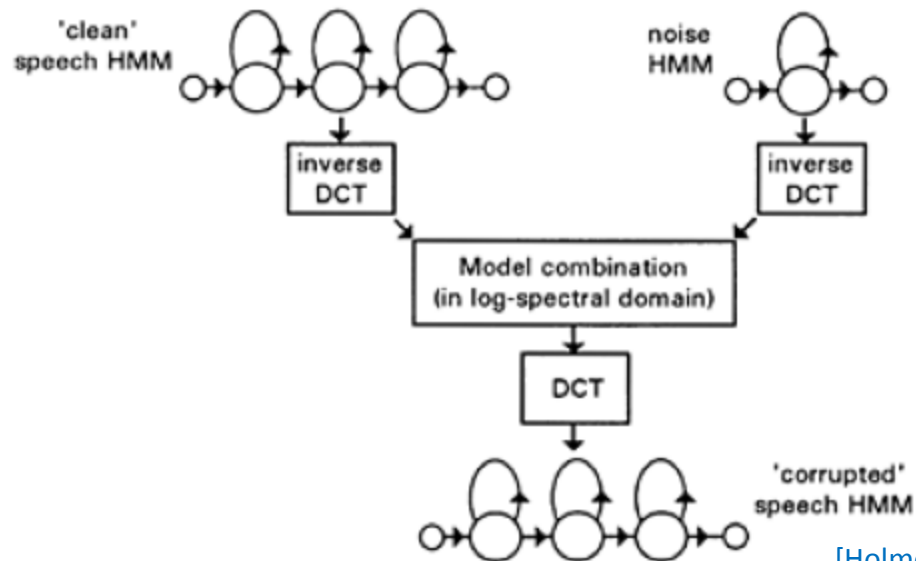 'clean'
speech HMM
noise
HMM
inverse
DCT
inverse
DCT
Model combination
(in log-spectral domain)
DCT
'corrupted'
speech HMM